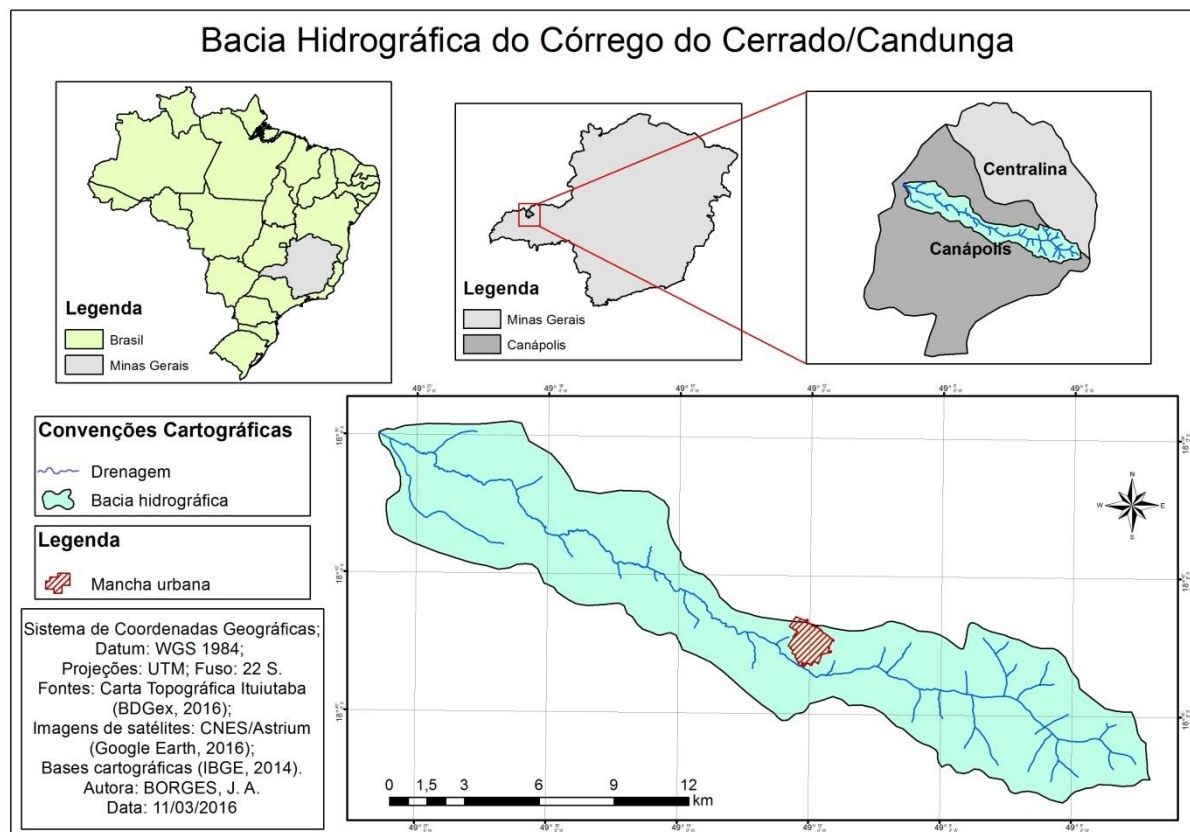 Bacia Hidrográfica do Córrego do Cerrado/Candunga
Legenda
Brasil
Minas Gerais
Legenda
Minas Gerais
Canápolis
Centralina
Canápolis
Convenções Cartográficas
Drenagem
Bacia hidrográfica
Legenda
Mancha urbana
Sistema de Coordenadas Geográficas;
Datum: WGS 1984;
Projeções: UTM; Fuso: 22 S.
Fontes: Carta Topográfica Ituiutaba
(BDGex, 2016);
Imagens de satélites: CNES/Astrium
(Google Earth, 2016);
Bases cartográficas (IBGE, 2014).
Autora: BORGES, J. A.
Data: 11/03/2016
N
W E
S
0 1,5 3 6 9 12
km